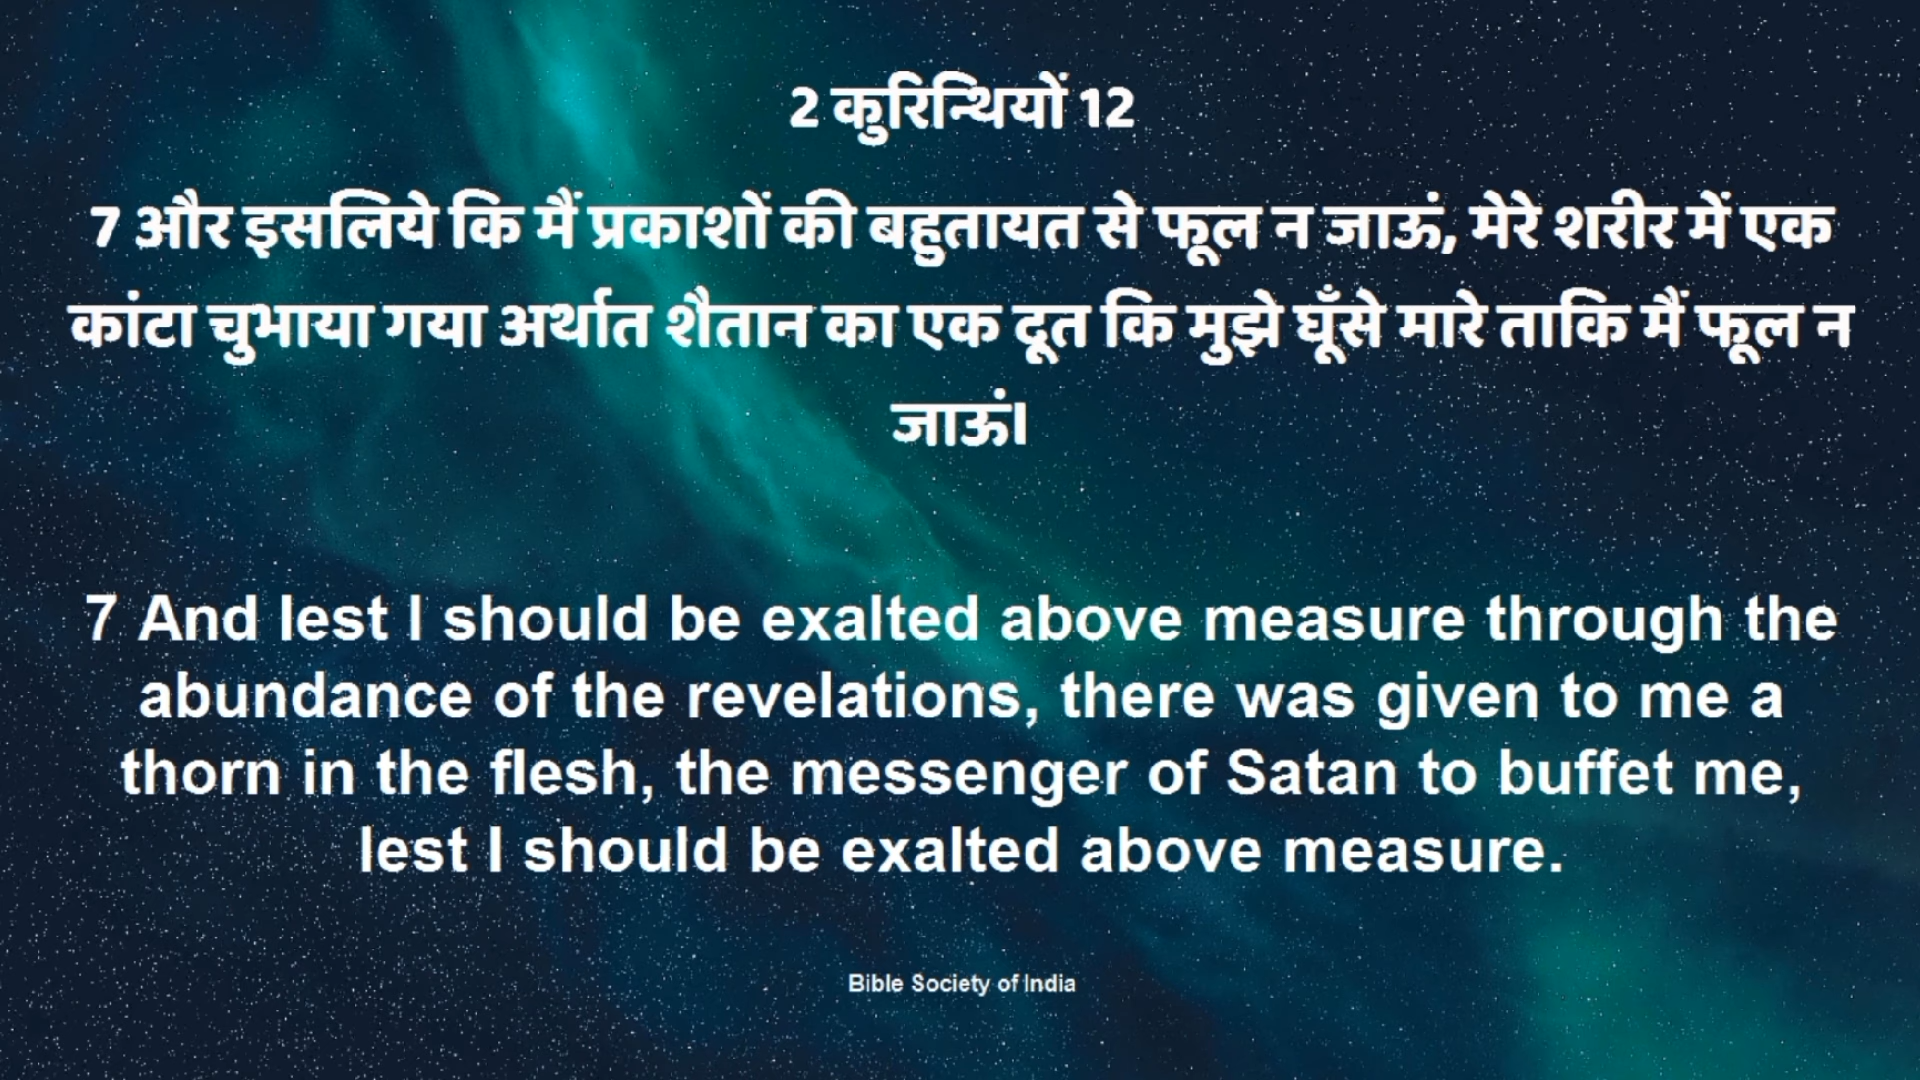 2 कुरिन्थियों 12
7 और इसलिये कि मैं प्रकाशों की बहुतायत से फूल न जाऊं, मेरे शरीर में एक
कांटा चुभाया गया अर्थात शैतान का एक दूत कि मुझे घूँसे मारे ताकि मैं फूल न
जाऊं।
7 And lest I should be exalted above measure through the
abundance of the revelations, there was given to me a
thorn in the flesh, the messenger of Satan to buffet me,
lest I should be exalted above measure.
Bible Society of India